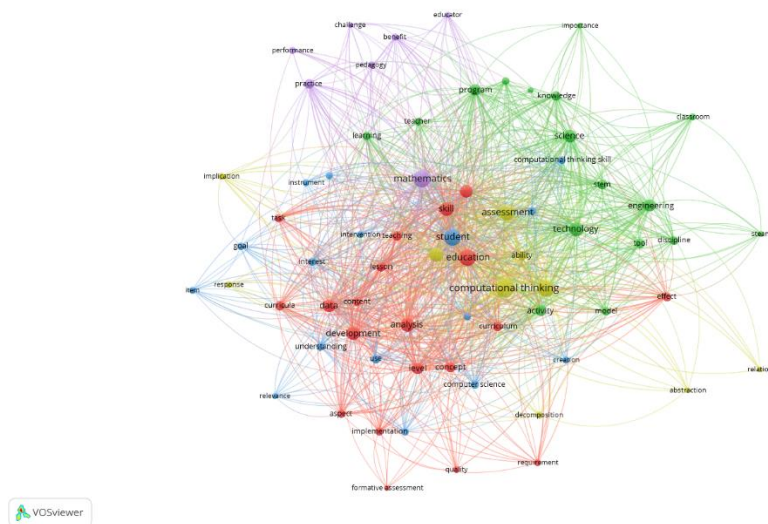 educator
challenge
importance
benefit
performance
pedagogy
practice
program
knowledge
classroom
teacher
learning
science
computational thinking skill
implication
instrument
mathematics
stem
task
skill
assessment
engineering
technology
steam
intervention
teaching
student
tool
discipline
goal
interest
lesson
education
ability
item
response
computational thinking
effect
curricula
data
content
activity
model
development
analysis
curriculum
understanding
use
creation
level
concept
relation
computer science
relevance
abstraction
aspect
decomposition
implementation
quality
requirement
formative assessment
VOSviewer